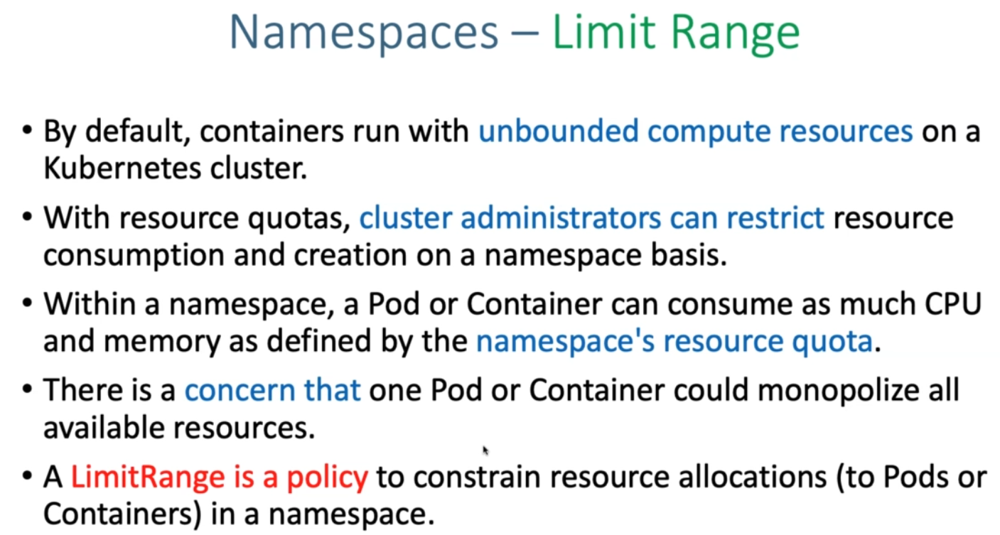 Namespaces – Limit Range
• By default, containers run with unbounded compute resources on a
Kubernetes cluster.
• With resource quotas, cluster administrators can restrict resource
consumption and creation on a namespace basis.
• Within a namespace, a Pod or Container can consume as much CPU
and memory as defined by the namespace's resource quota.
• There is a concern that one Pod or Container could monopolize all
available resources.
• A LimitRange is a policy to constrain resource allocations (to Pods or
Containers) in a namespace.